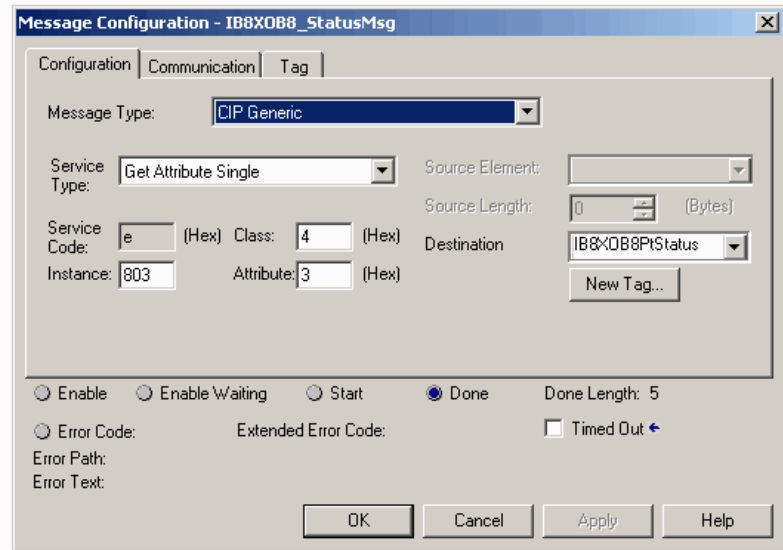 Message Configuration - IB8XOB8_StatusMsg
Configuration Communication Tag
Message Type: CIP Generic
Service Type: Get Attribute Single Source Element:
Source Length: 0 (Bytes)
Service Code: e (Hex) Class: 4 (Hex) Destination IB8XOB8PtStatus
Instance: 803 Attribute: 3 (Hex) New Tag...
Enable Enable Waiting Start Done Done Length: 5
Error Code: Extended Error Code: Timed Out
Error Path:
Error Text:
OK Cancel Apply Help